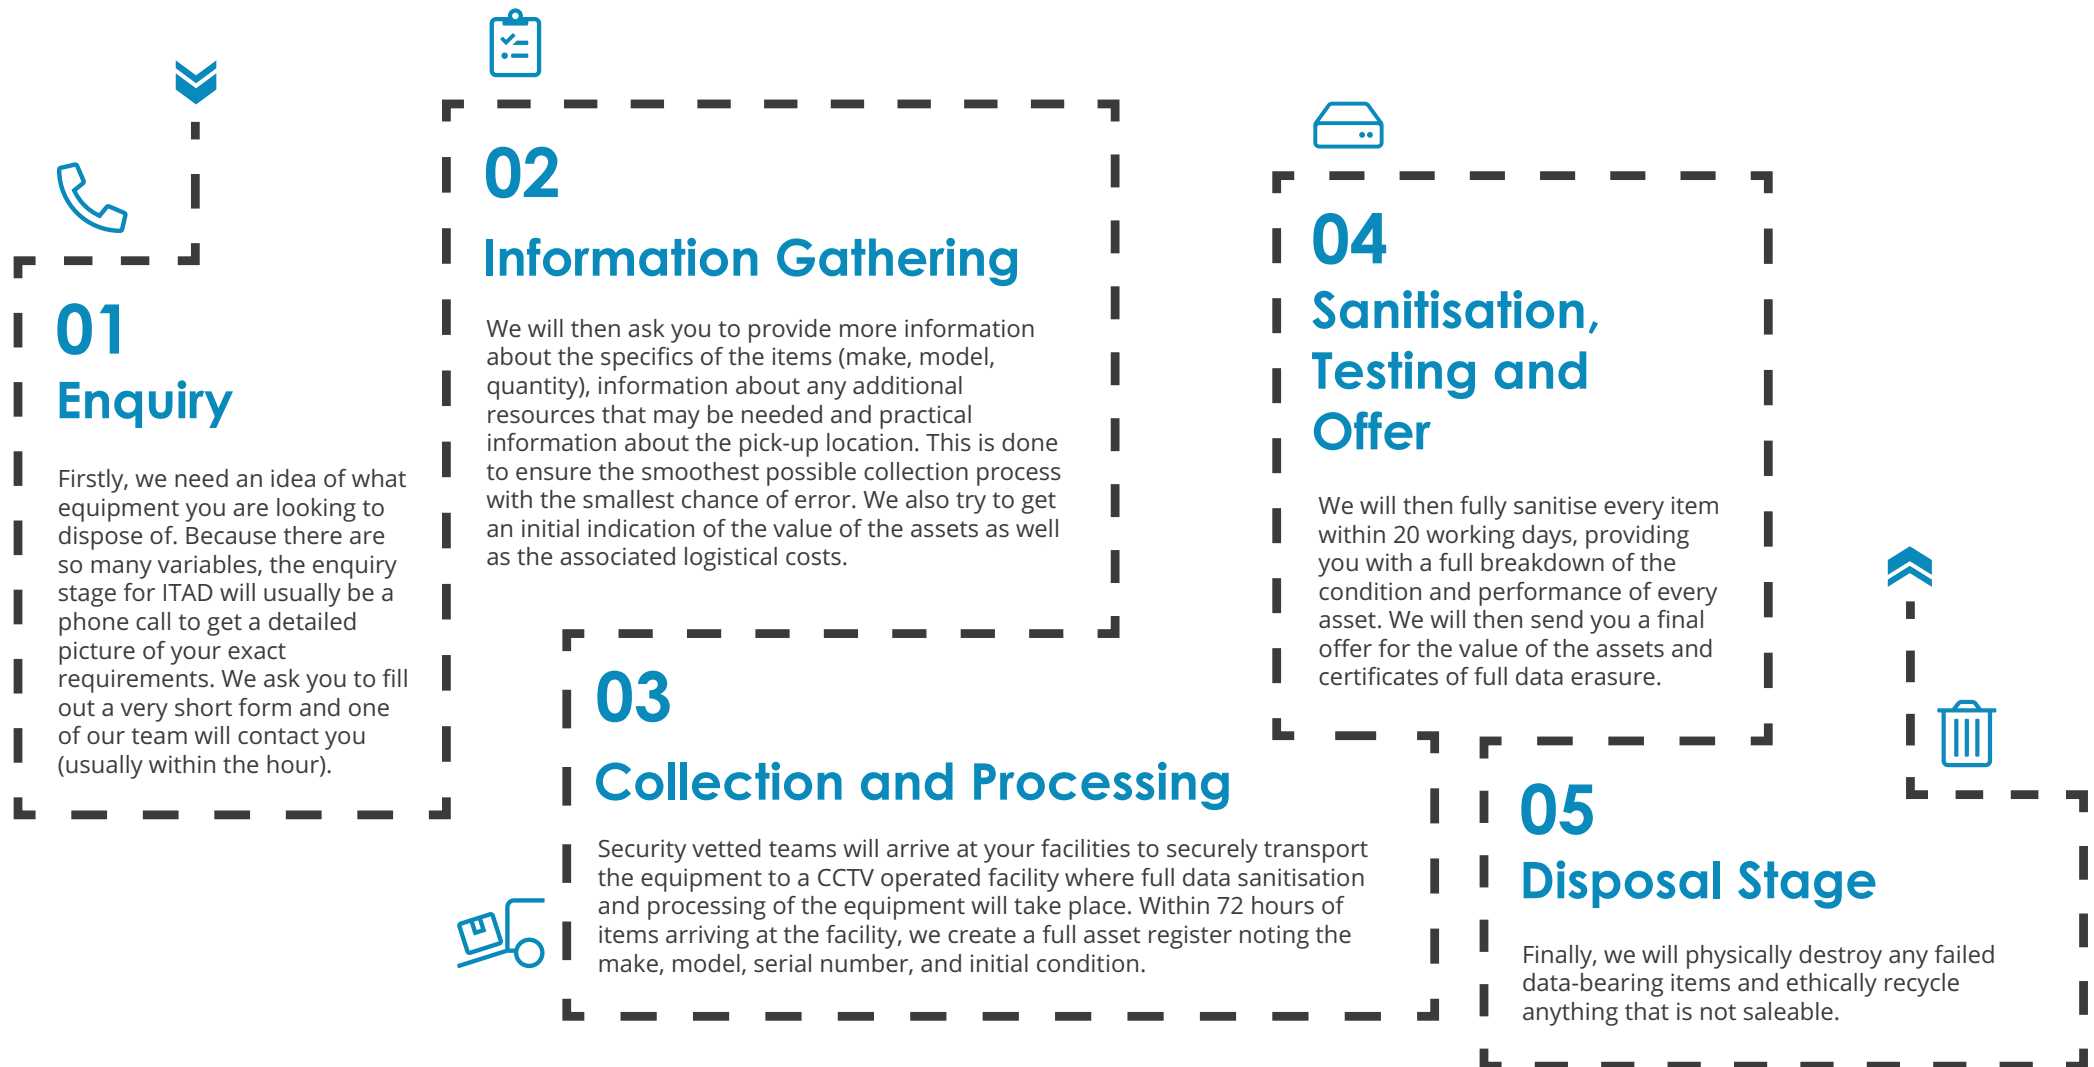 01
Enquiry
Firstly, we need an idea of what
equipment you are looking to
dispose of. Because there are
so many variables, the enquiry
stage for ITAD will usually be a
phone call to get a detailed
picture of your exact
requirements. We ask you to fill
out a very short form and one
of our team will contact you
(usually within the hour).
02
Information Gathering
We will then ask you to provide more information
about the specifics of the items (make, model,
quantity), information about any additional
resources that may be needed and practical
information about the pick-up location. This is done
to ensure the smoothest possible collection process
with the smallest chance of error. We also try to get
an initial indication of the value of the assets as well
as the associated logistical costs.
03
Collection and Processing
Security vetted teams will arrive at your facilities to securely transport
the equipment to a CCTV operated facility where full data sanitisation
and processing of the equipment will take place. Within 72 hours of
items arriving at the facility, we create a full asset register noting the
make, model, serial number, and initial condition.
04
Sanitisation,
Testing and
Offer
We will then fully sanitise every item
within 20 working days, providing
you with a full breakdown of the
condition and performance of every
asset. We will then send you a final
offer for the value of the assets and
certificates of full data erasure.
05
Disposal Stage
Finally, we will physically destroy any failed
data-bearing items and ethically recycle
anything that is not saleable.